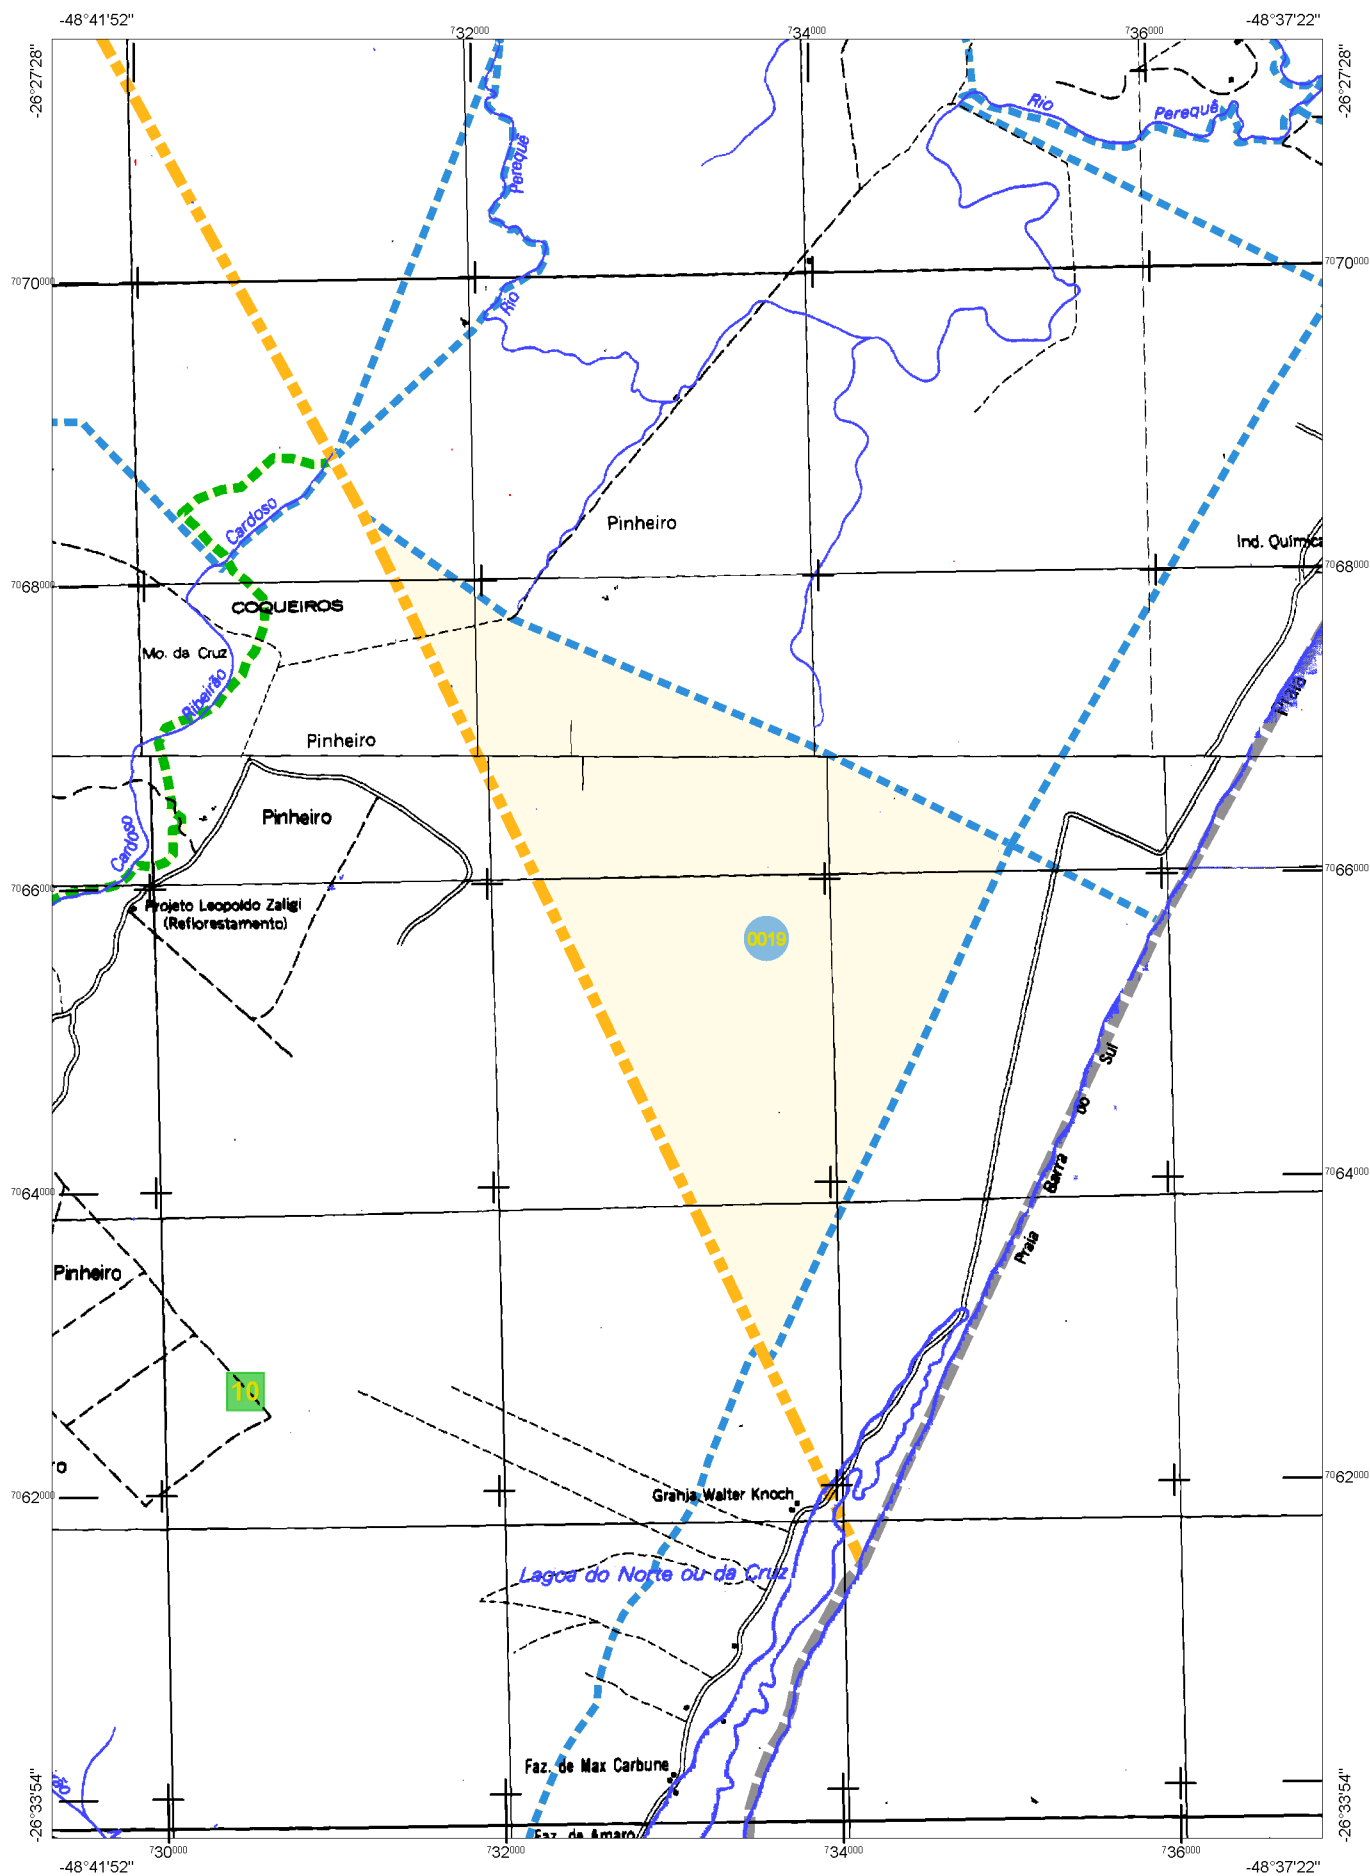 -48°41'52"
732000
734000
736000
-48°37'22"
-26°27'28"
-26°27'28"
Rio
Perequê
Perequê
7070000
7070000
Rio
Cardoso
Pinheiro
Ind. Química
7068000
7068000
COQUEIROS
Mo. da Cruz
Ribeirão
Praia
Pinheiro
Pinheiro
Cardoso
7066000
7066000
Projeto Leopoldo Zaligi
(Reflorestamento)
0019
Sul
do
Barra
Praia
7064000
7064000
Pinheiro
10
ro
7062000
7062000
Granja Walter Knoch
Lagoa do Norte ou da Cruz
Faz. de Max Carbune
Faz. de Amaro
-26°33'54"
-26°33'54"
730000
732000
734000
736000
-48°41'52"
-48°37'22"